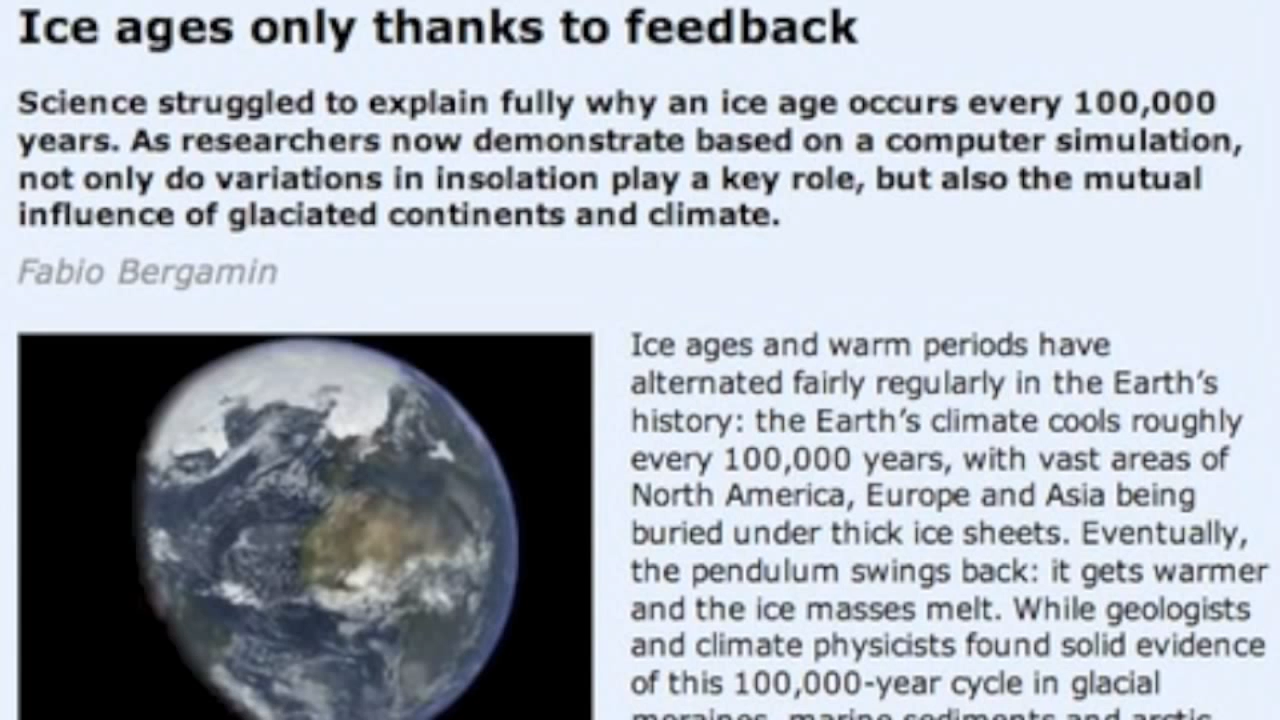 Ice ages only thanks to feedback
Science struggled to explain fully why an ice age occurs every 100,000
years. As researchers now demonstrate based on a computer simulation,
not only do variations in insolation play a key role, but also the mutual
influence of glaciated continents and climate.
Fabio Bergamin
Ice ages and warm periods have
alternated fairly regularly in the Earth’s
history: the Earth’s climate cools roughly
every 100,000 years, with vast areas of
North America, Europe and Asia being
buried under thick ice sheets. Eventually,
the pendulum swings back: it gets warmer
and the ice masses melt. While geologists
and climate physicists found solid evidence
of this 100,000-year cycle in glacial
moraines, marine sediments and arctic